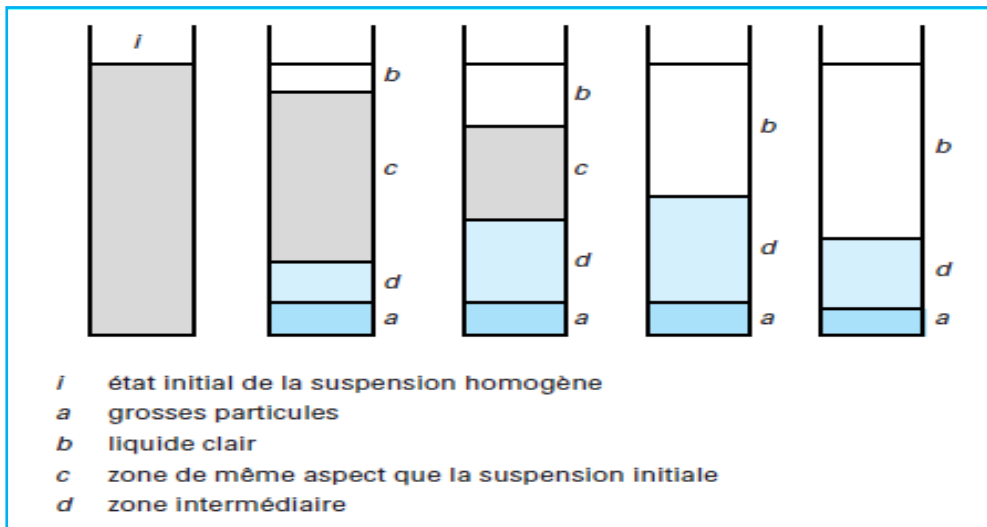 i
b
c
d
a
b
c
d
a
b
d
a
b
d
a
i état initial de la suspension homogène
a grosses particules
b liquide clair
c zone de même aspect que la suspension initiale
d zone intermédiaire